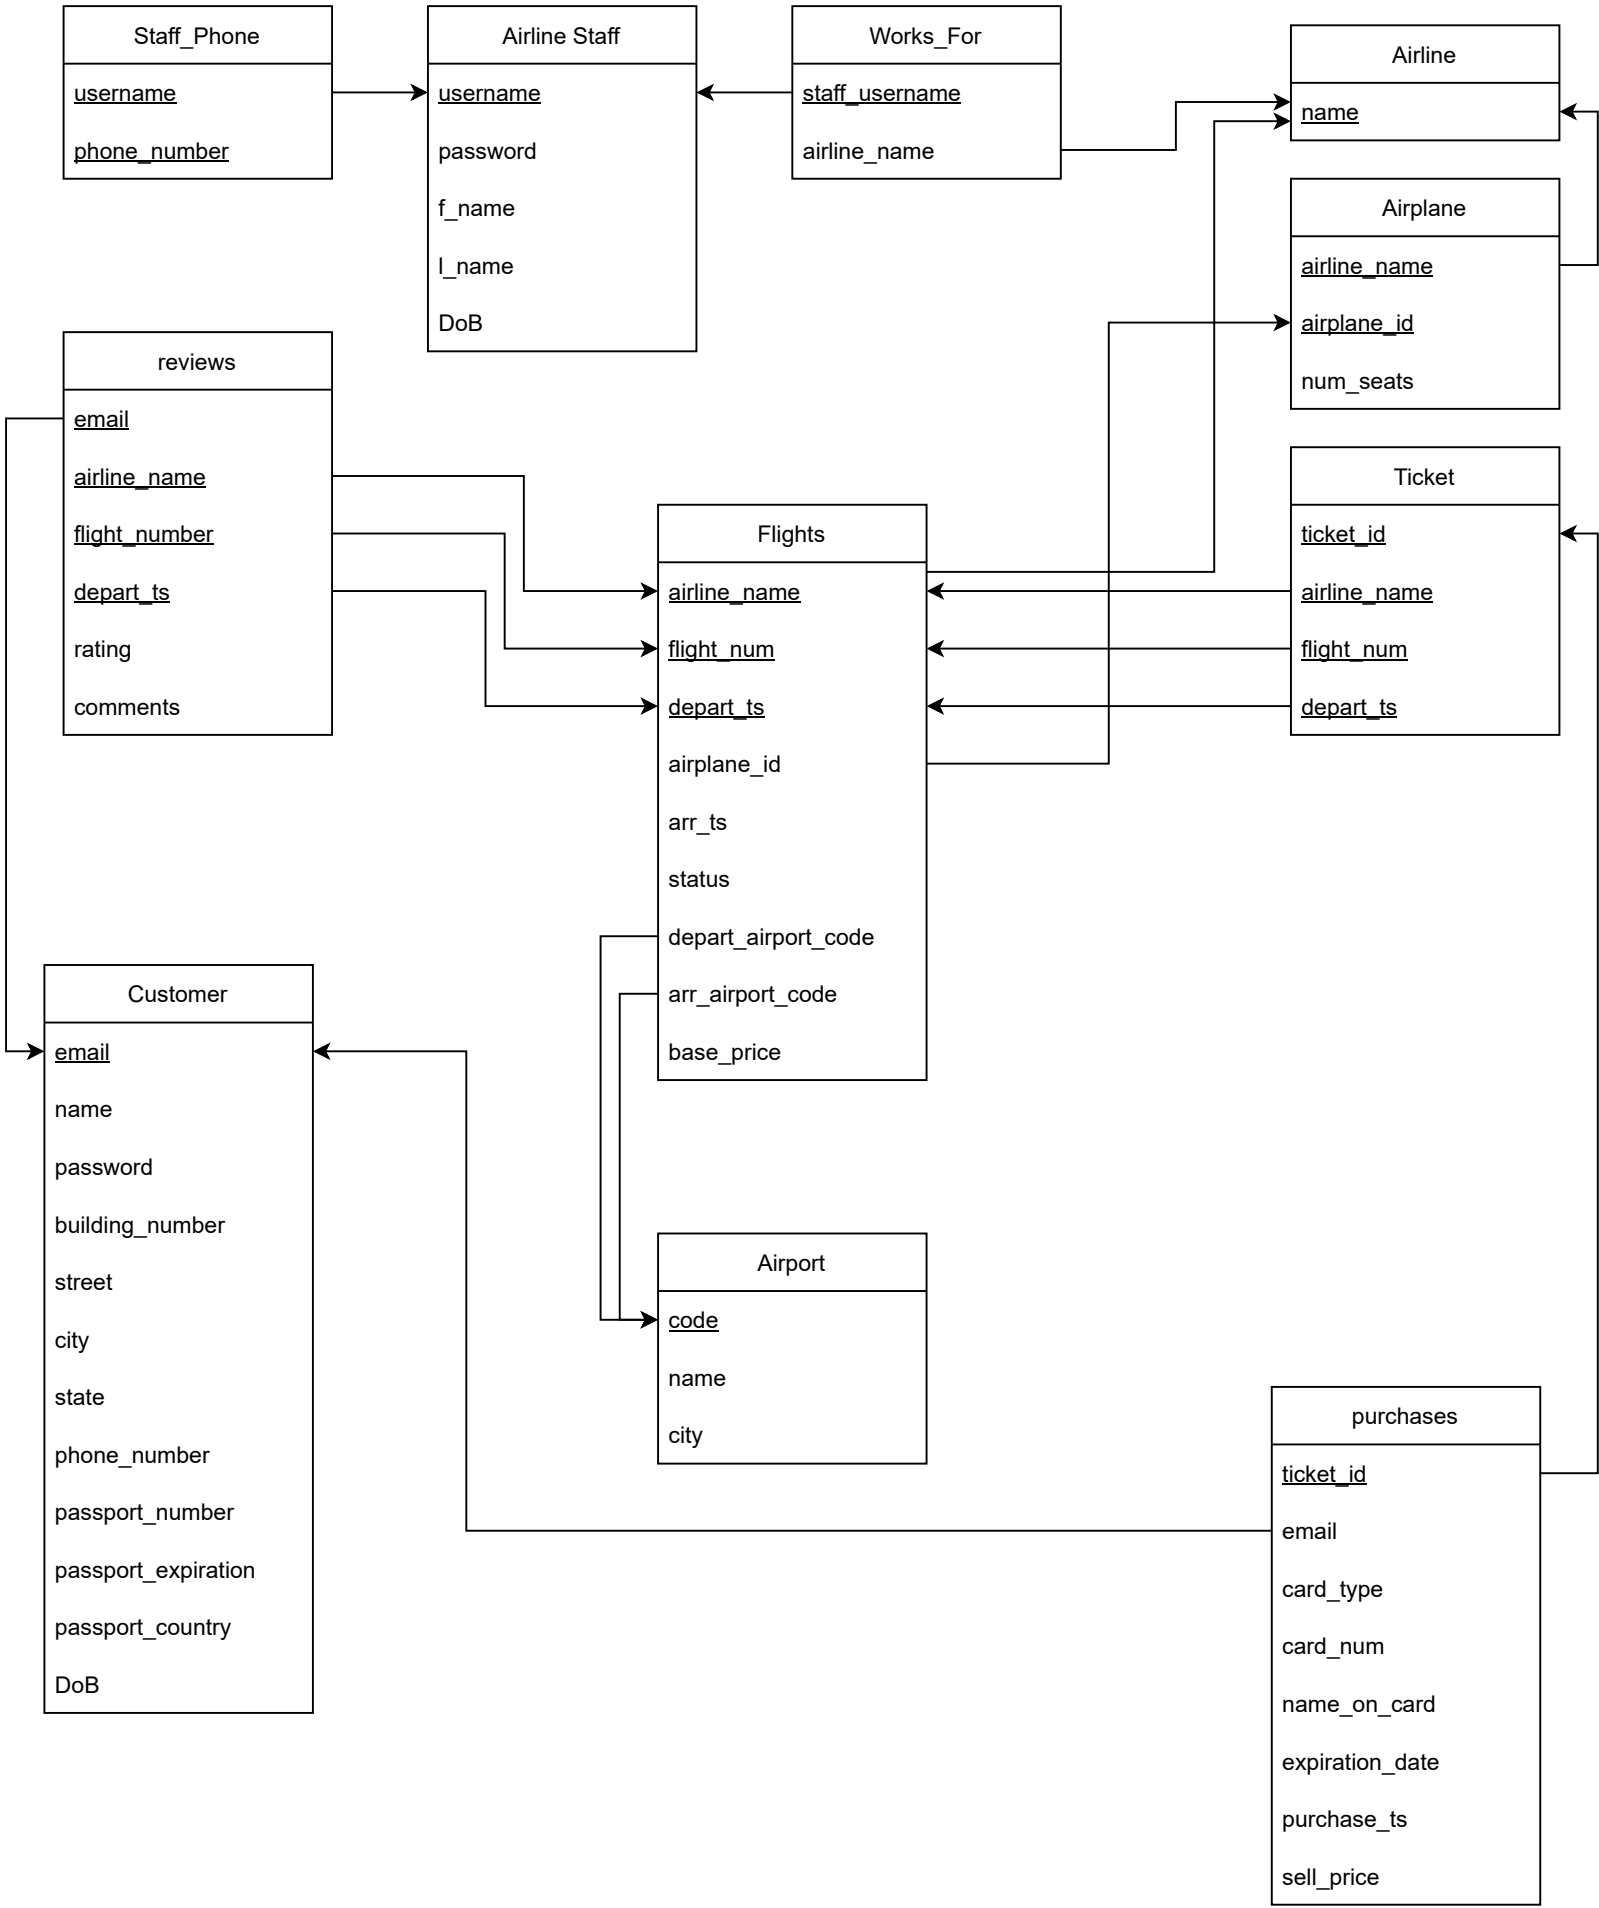 Staff_Phone
username
phone_number
Airline Staff
username
password
f_name
l_name
DoB
Works_For
staff_username
airline_name
Airline
name
Airplane
airline_name
airplane_id
num_seats
reviews
email
airline_name
flight_number
depart_ts
rating
comments
Flights
airline_name
flight_num
depart_ts
airplane_id
arr_ts
status
depart_airport_code
arr_airport_code
base_price
Ticket
ticket_id
airline_name
flight_num
depart_ts
Customer
email
name
password
building_number
street
city
state
phone_number
passport_number
passport_expiration
passport_country
DoB
Airport
code
name
city
purchases
ticket_id
email
card_type
card_num
name_on_card
expiration_date
purchase_ts
sell_price